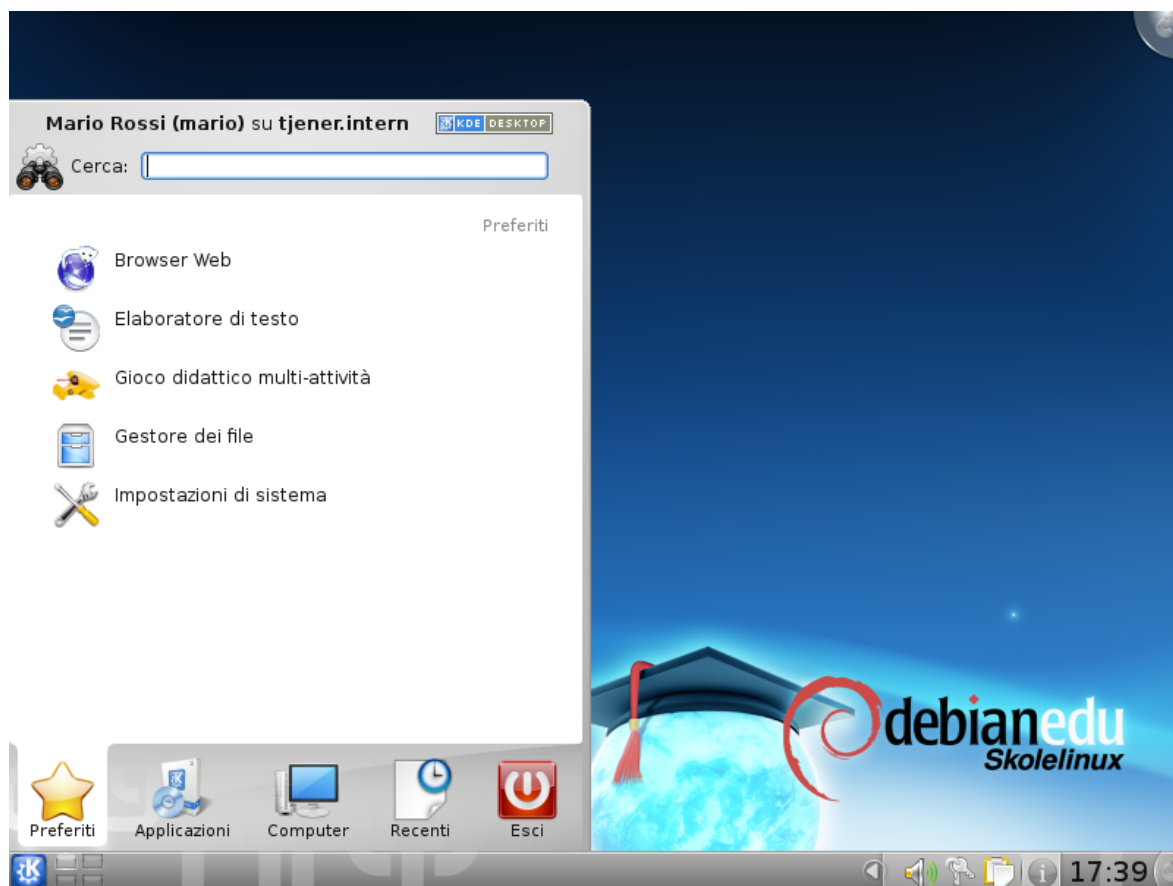 Mario Rossi (mario) su tjener.intern KDE DESKTOP
Cerca:
Preferiti
Browser Web
Elaboratore di testo
Gioco didattico multi-attività
Gestore dei file
Impostazioni di sistema
debianedu
Skolelinux
Preferiti Applicazioni Computer Recenti Esci
17:39